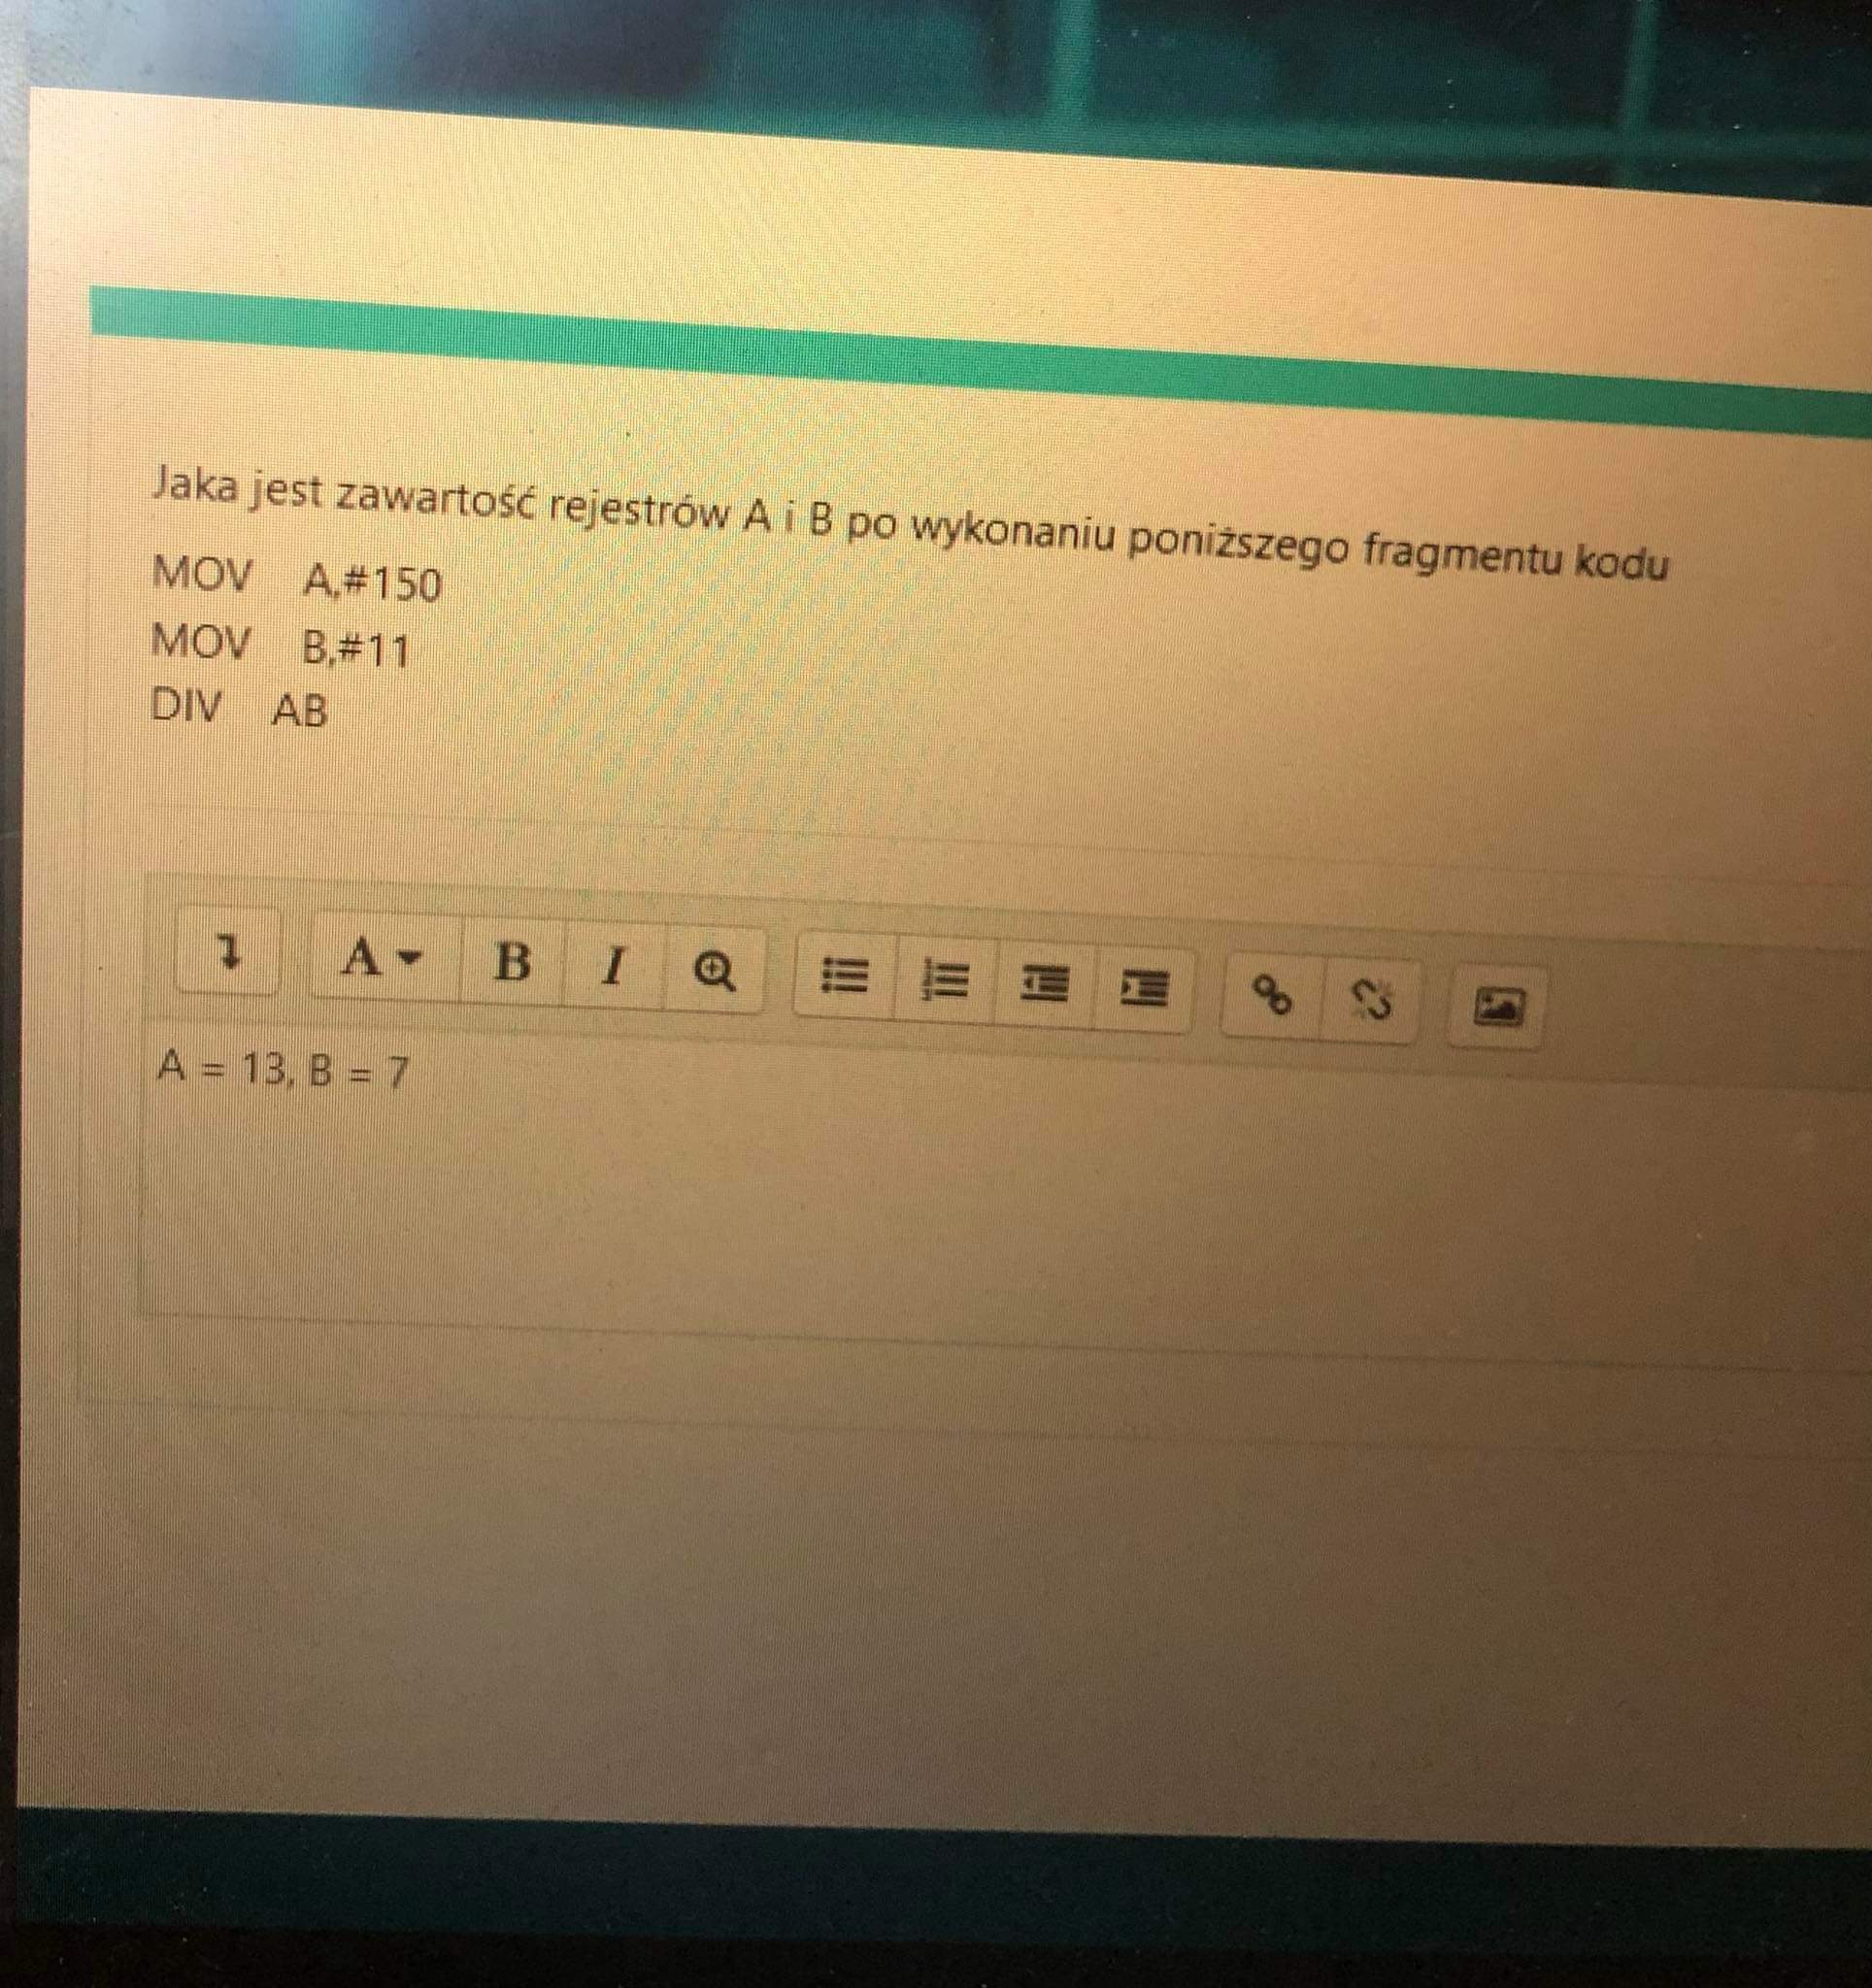 Jaka jest zawartość rejestrów A i B po wykonaniu poniższego fragmentu kodu
MOV A,#150
MOV B,#11
DIV AB
A B I
A = 13, B = 7